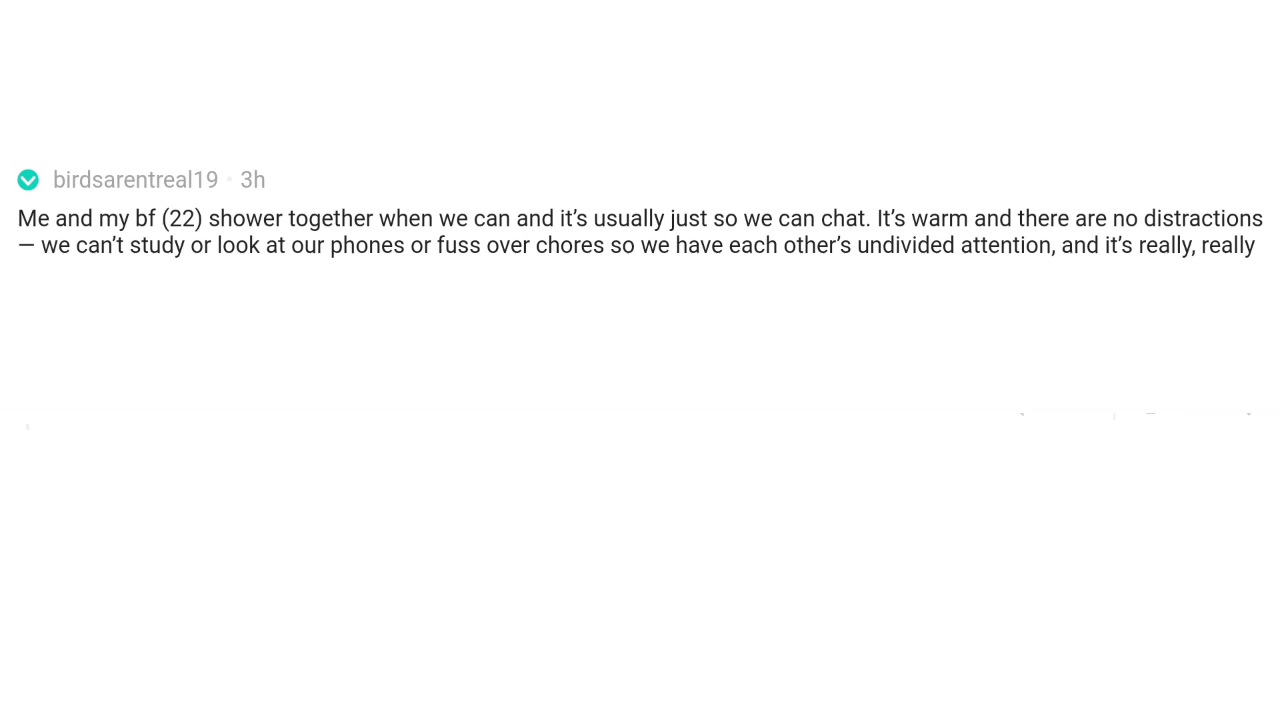 birdsarentreal19 · 3h
Me and my bf (22) shower together when we can and it’s usually just so we can chat. It’s warm and there are no distractions
— we can’t study or look at our phones or fuss over chores so we have each other’s undivided attention, and it’s really, really